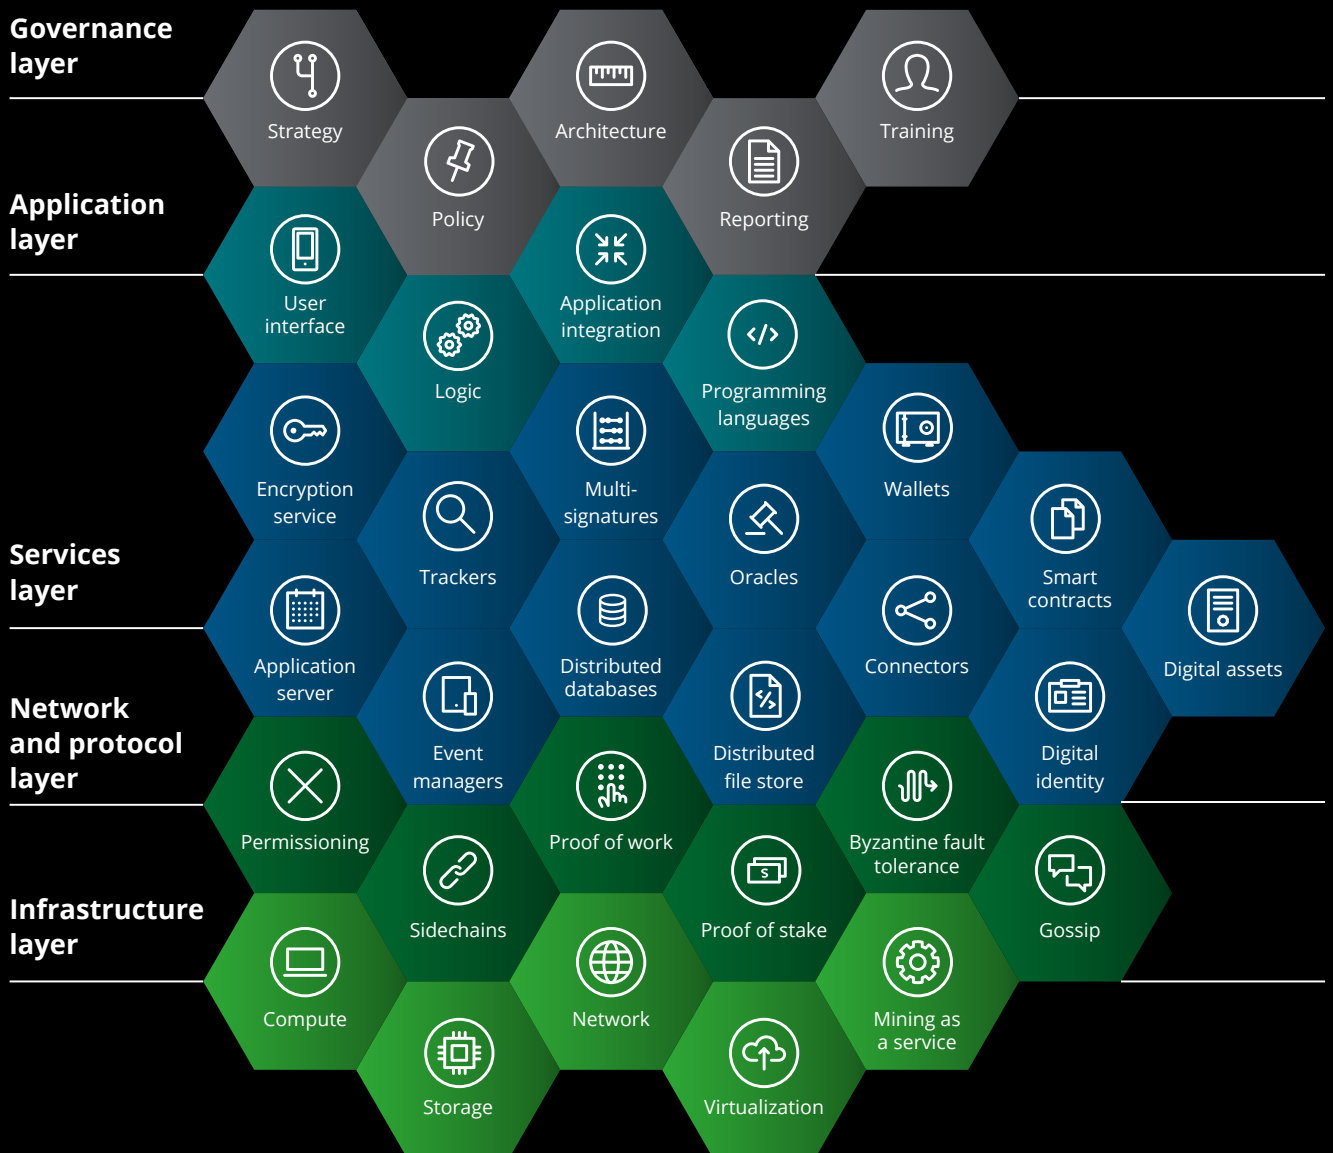 Governance
layer
Strategy
Architecture
Training
Policy
Reporting
Application
layer
User
interface
Application
integration
Logic
Programming
languages
Services
layer
Encryption
service
Multi-
signatures
Wallets
Trackers
Oracles
Smart
contracts
Application
server
Distributed
databases
Connectors
Digital assets
Event
managers
Distributed
file store
Digital
identity
Network
and protocol
layer
Permissioning
Proof of work
Byzantine fault
tolerance
Sidechains
Proof of stake
Gossip
S
Infrastructure
layer
Compute
Network
Mining as
a service
Storage
Virtualization